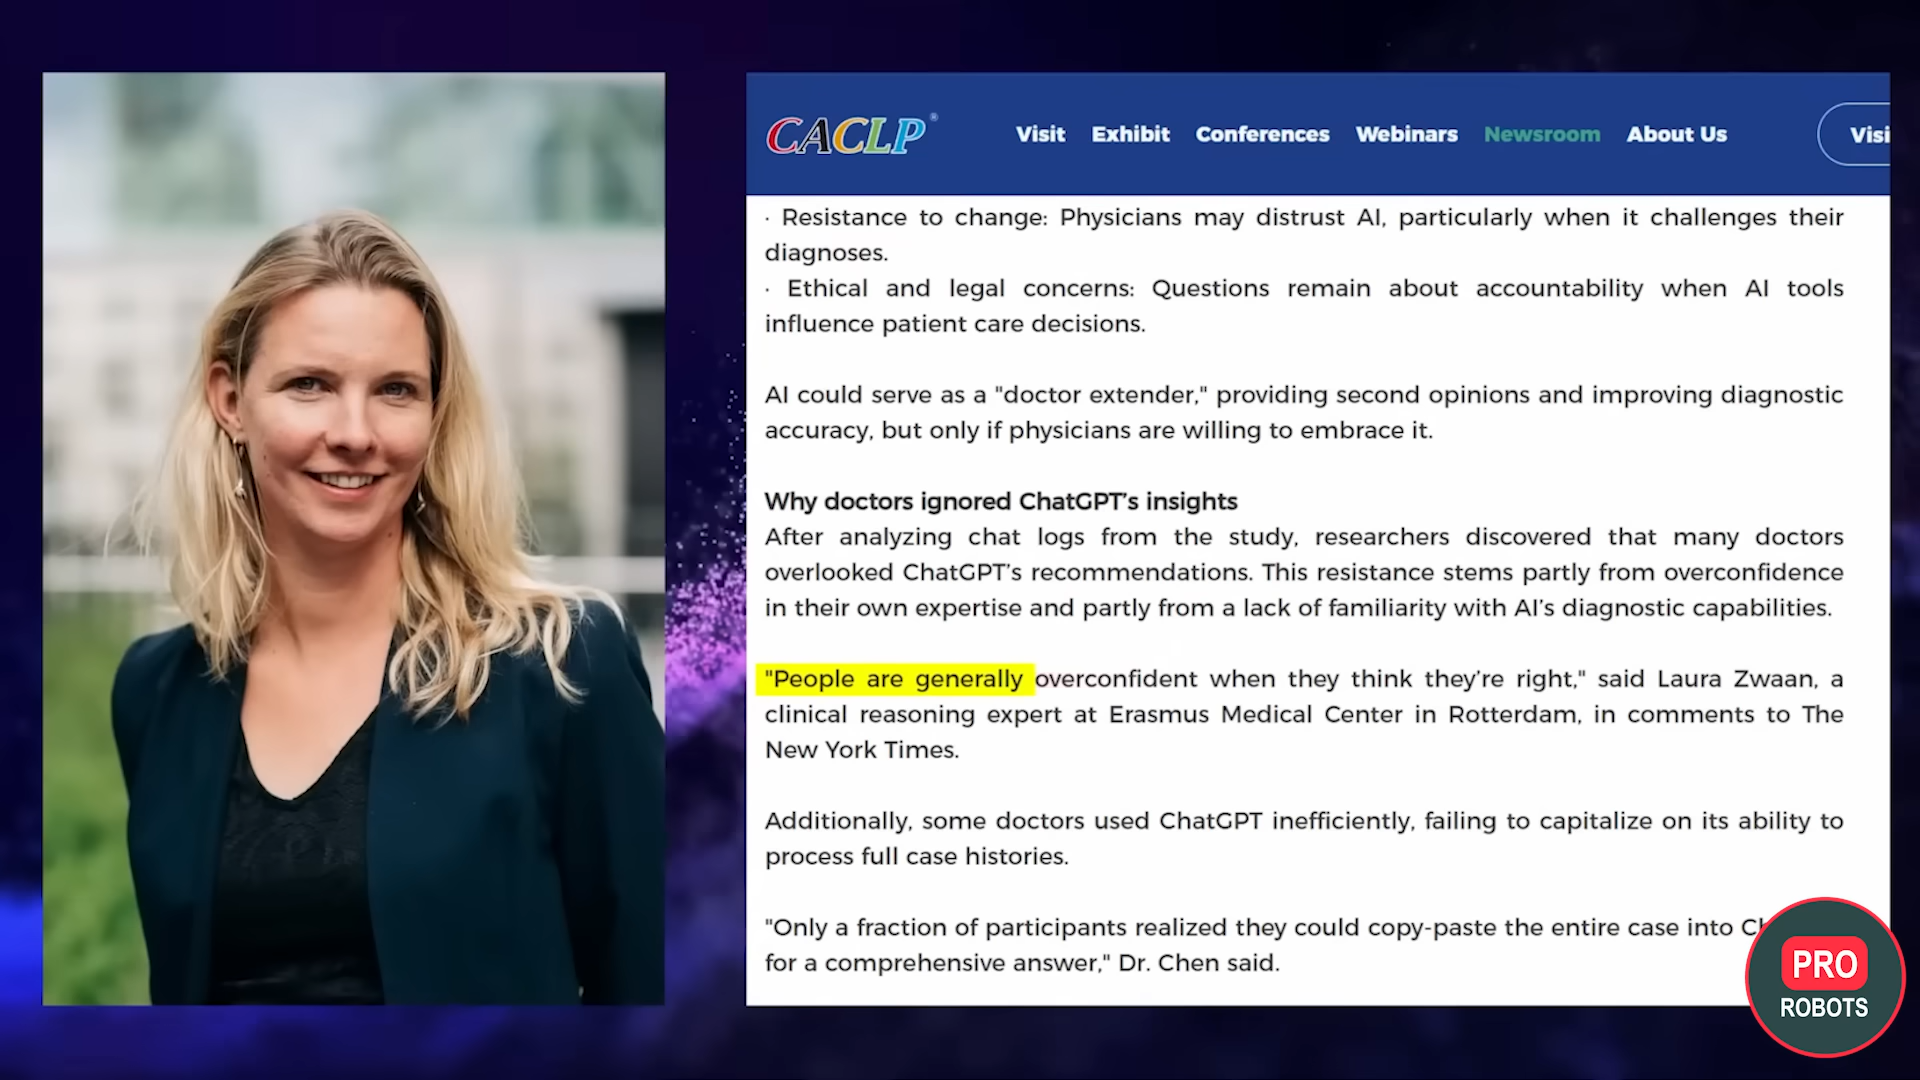 CACLP®
Visit Exhibit Conferences Webinars Newsroom About Us
· Resistance to change: Physicians may distrust AI, particularly when it challenges their
diagnoses.
· Ethical and legal concerns: Questions remain about accountability when AI tools
influence patient care decisions.
AI could serve as a "doctor extender," providing second opinions and improving diagnostic
accuracy, but only if physicians are willing to embrace it.
Why doctors ignored ChatGPT’s insights
After analyzing chat logs from the study, researchers discovered that many doctors
overlooked ChatGPT’s recommendations. This resistance stems partly from overconfidence
in their own expertise and partly from a lack of familiarity with AI’s diagnostic capabilities.
"People are generally overconfident when they think they’re right," said Laura Zwaan, a
clinical reasoning expert at Erasmus Medical Center in Rotterdam, in comments to The
New York Times.
Additionally, some doctors used ChatGPT inefficiently, failing to capitalize on its ability to
process full case histories.
"Only a fraction of participants realized they could copy-paste the entire case into
for a comprehensive answer," Dr. Chen said.
PRO
ROBOTS